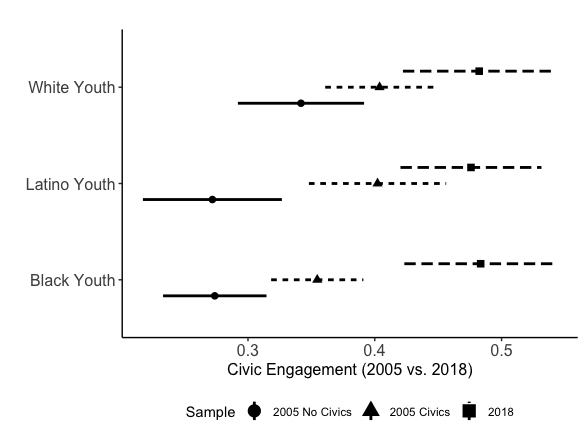 White Youth
Latino Youth
Black Youth
0.3 0.4 0.5
Civic Engagement (2005 vs. 2018)
Sample 2005 No Civics 2005 Civics 2018